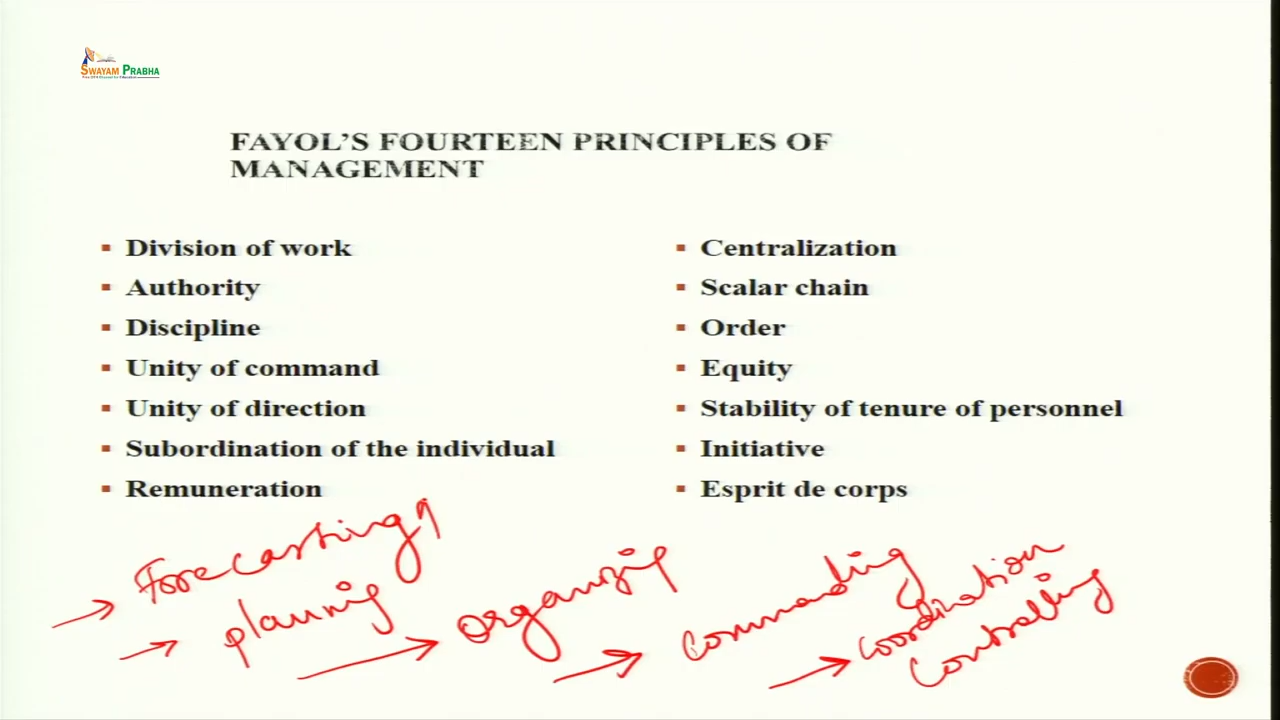 SWAYAM PRABHA
FAYOL'S FOURTEEN PRINCIPLES OF
MANAGEMENT
Division of work
Authority
Discipline
Unity of command
Unity of direction
Subordination of the individual
Remuneration
Centralization
Scalar chain
Order
Equity
Stability of tenure of personnel
Initiative
Esprit de corps
Forecasting
planning
organizing
commanding
coordination
controlling